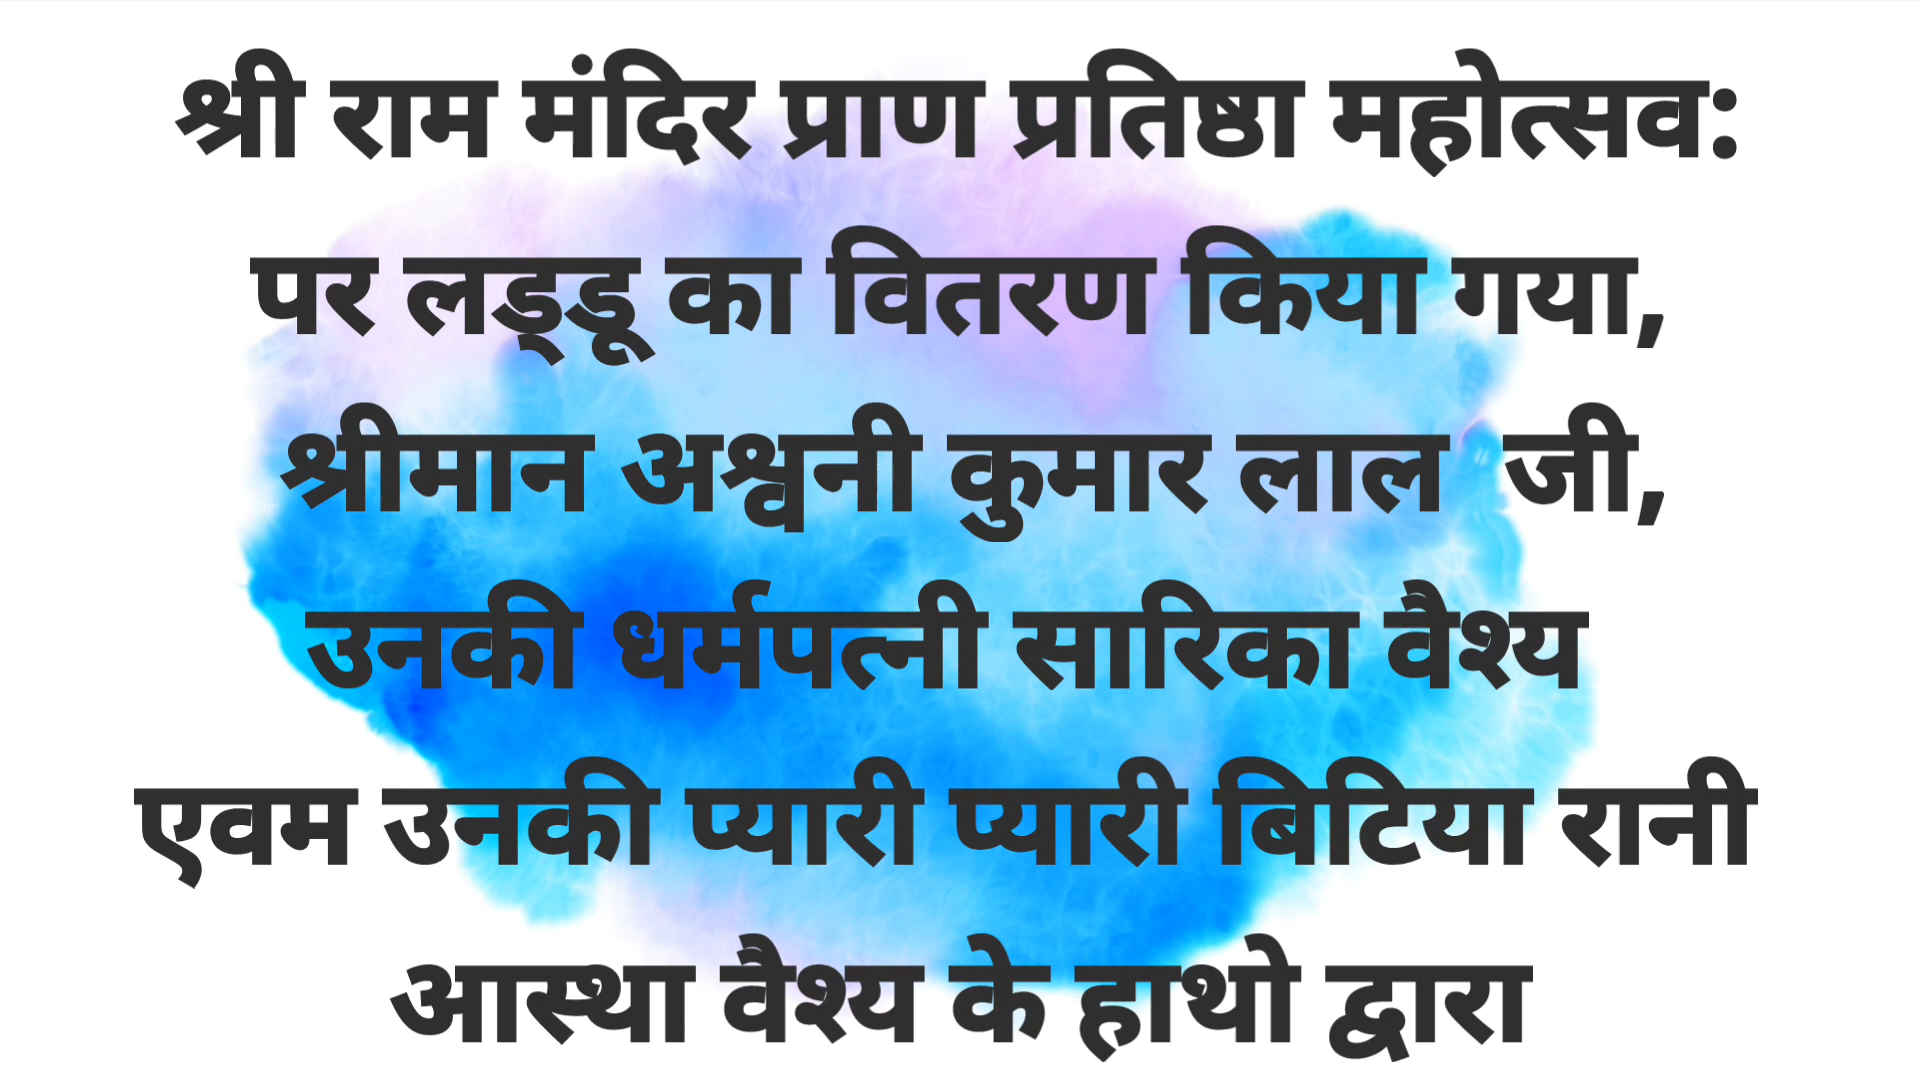 श्री राम मंदिर प्राण प्रतिष्ठा महोत्सव:
पर लड्डू का वितरण किया गया,
श्रीमान अश्वनी कुमार लाल जी,
उनकी धर्मपत्नी सारिका वैश्य
एवम उनकी प्यारी प्यारी बिटिया रानी
आस्था वैश्य के हाथो द्वारा